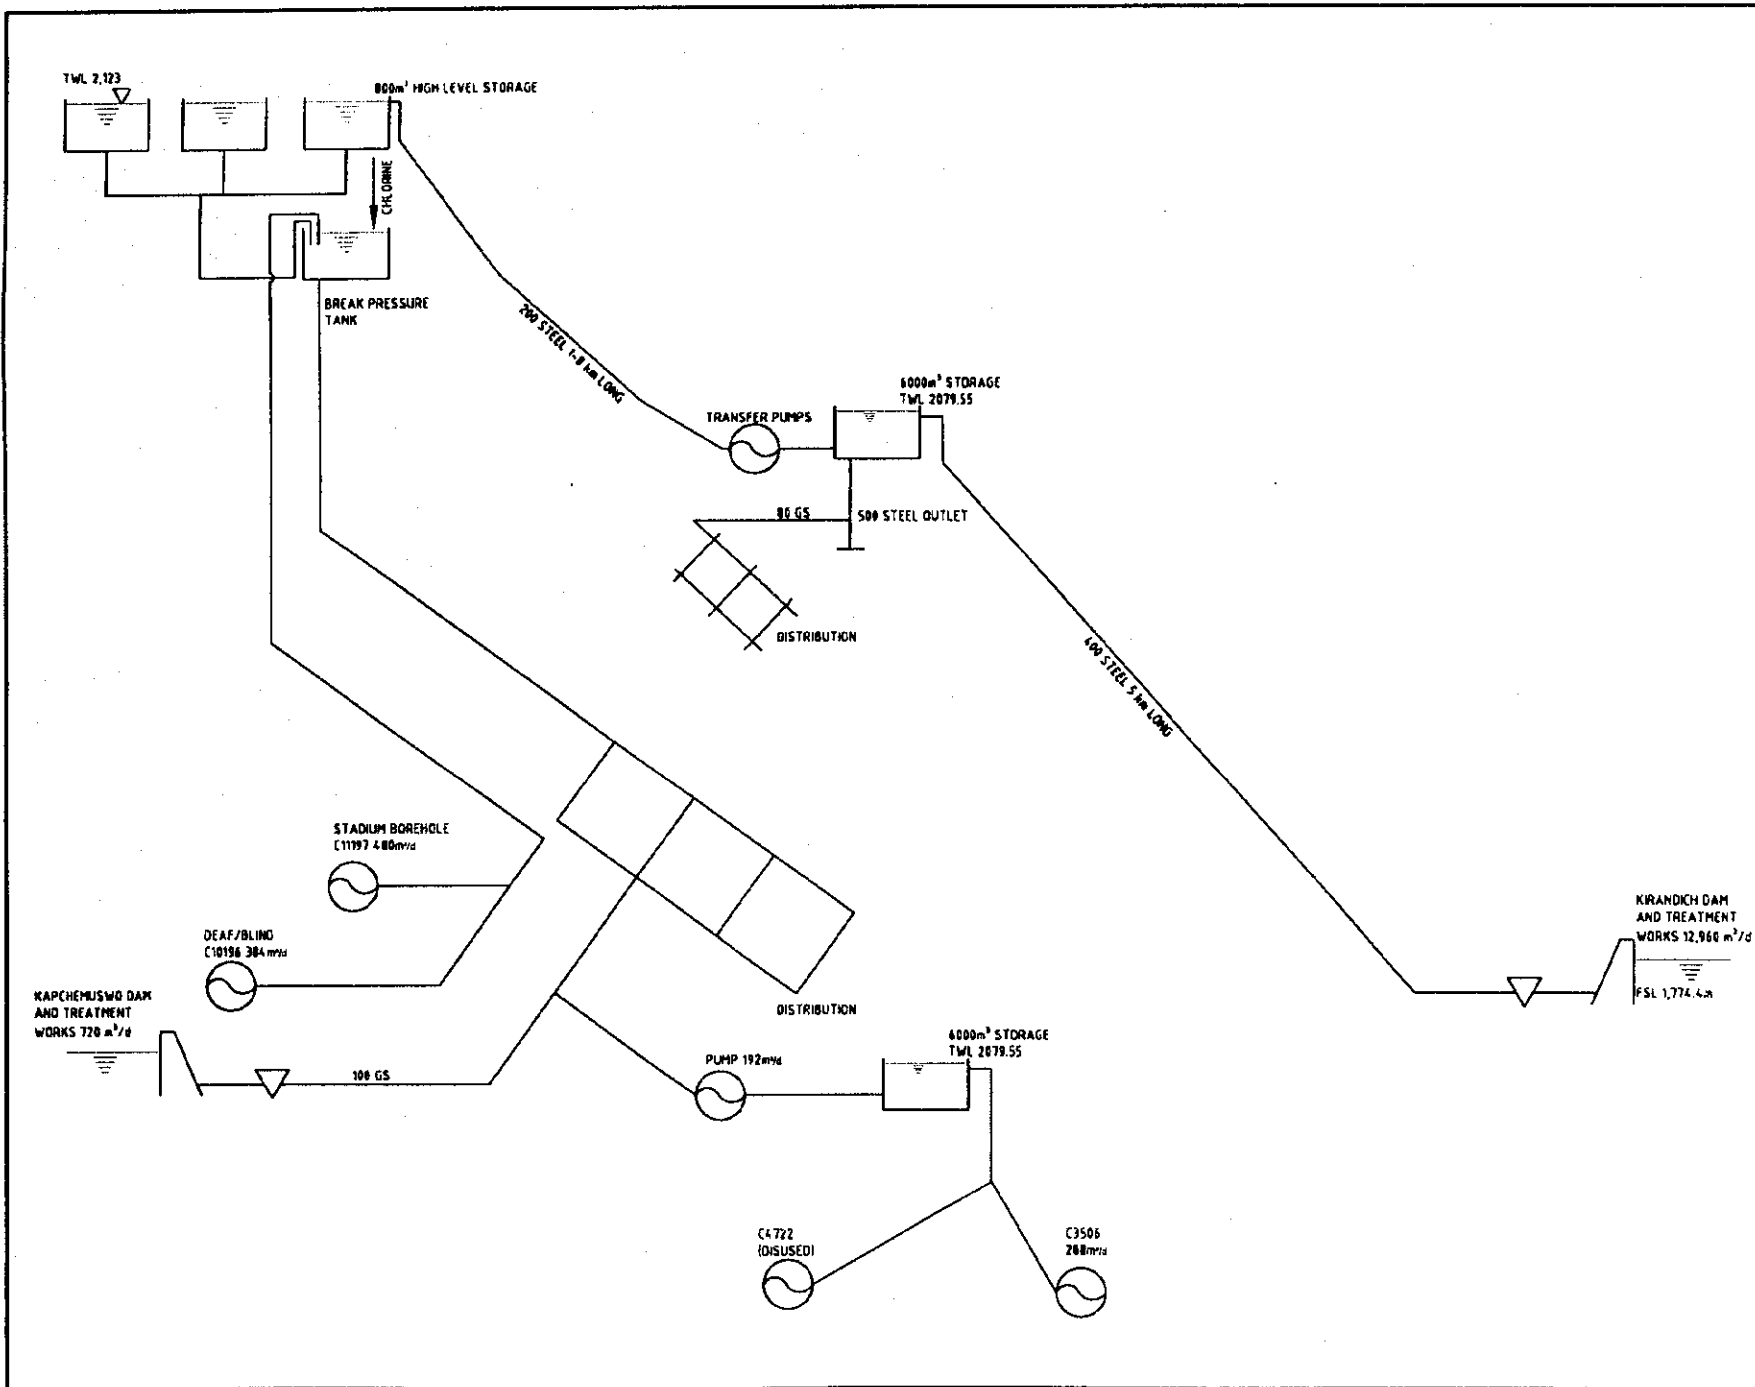 TWL 2,123
800m³ HIGH LEVEL STORAGE
CHLORINE
BREAK PRESSURE
TANK
200 STEEL 1-8 km LONG
TRANSFER PUMPS
6000m³ STORAGE
TWL 2079.55
80 GS
500 STEEL OUTLET
DISTRIBUTION
400 STEEL 5 km LONG
STADIUM BOREHOLE
C11197 480m³/d
DEAF/BLIND
C10196 384m³/d
KAPCHEMUSWO DAM
AND TREATMENT
WORKS 720 m³/d
100 GS
DISTRIBUTION
KIRANDICH DAM
AND TREATMENT
WORKS 12,960 m³/d
FSL 1,774.4m
PUMP 192m³/d
6000m³ STORAGE
TWL 2079.55
C4722
(DISUSED)
C3506
288m³/d